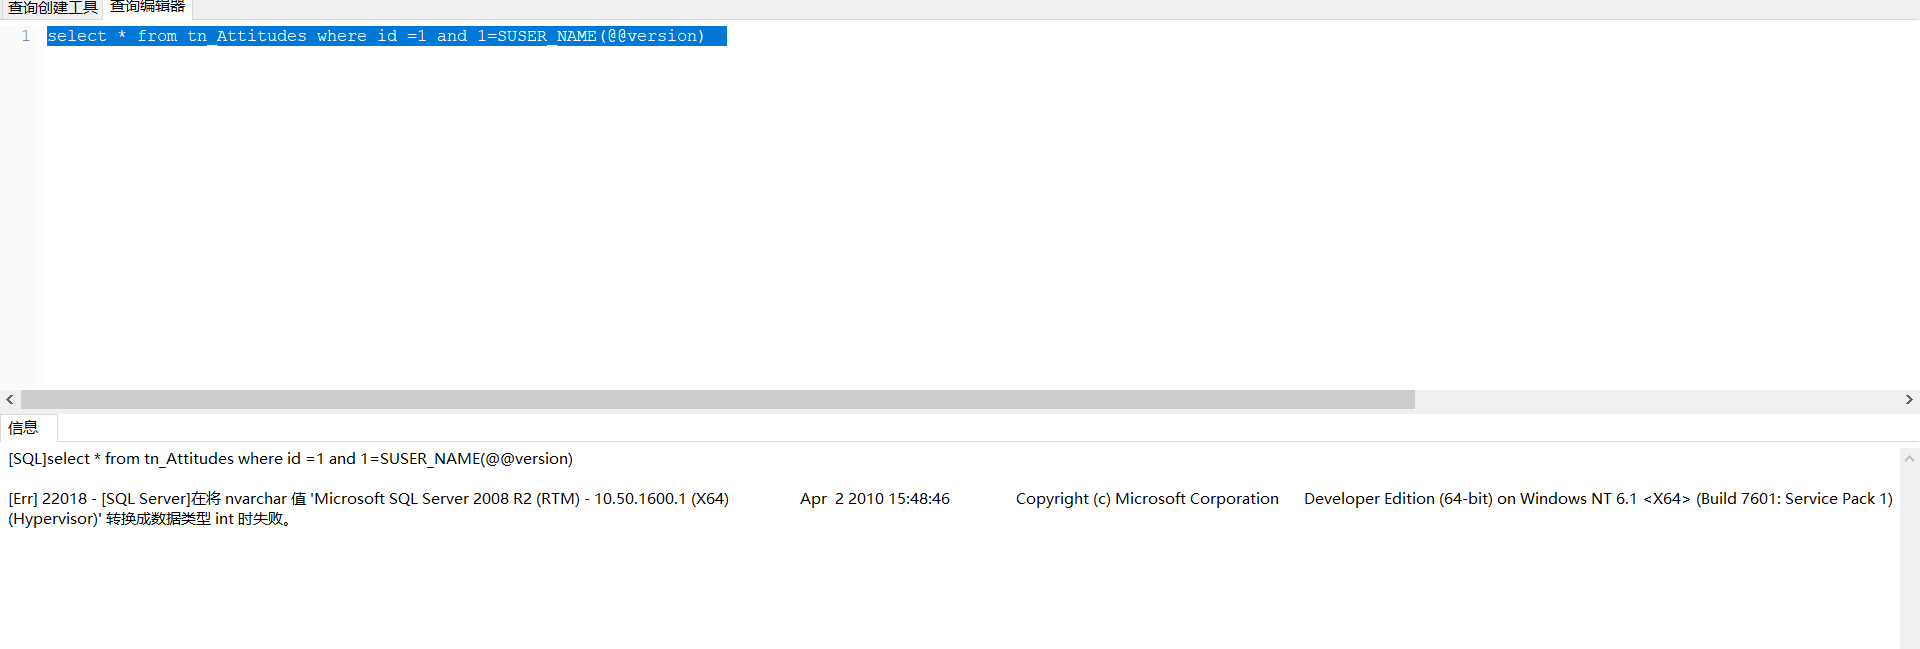 查询创建工具 查询编辑器
1 select * from tn_Attitudes where id =1 and 1=SUSER_NAME(@@version)
信息
[SQL]select * from tn_Attitudes where id =1 and 1=SUSER_NAME(@@version)
[Err] 22018 - [SQL Server]在将 nvarchar 值 'Microsoft SQL Server 2008 R2 (RTM) - 10.50.1600.1 (X64) Apr 2 2010 15:48:46 Copyright (c) Microsoft Corporation Developer Edition (64-bit) on Windows NT 6.1 <X64> (Build 7601: Service Pack 1)
(Hypervisor)' 转换成数据类型 int 时失败。